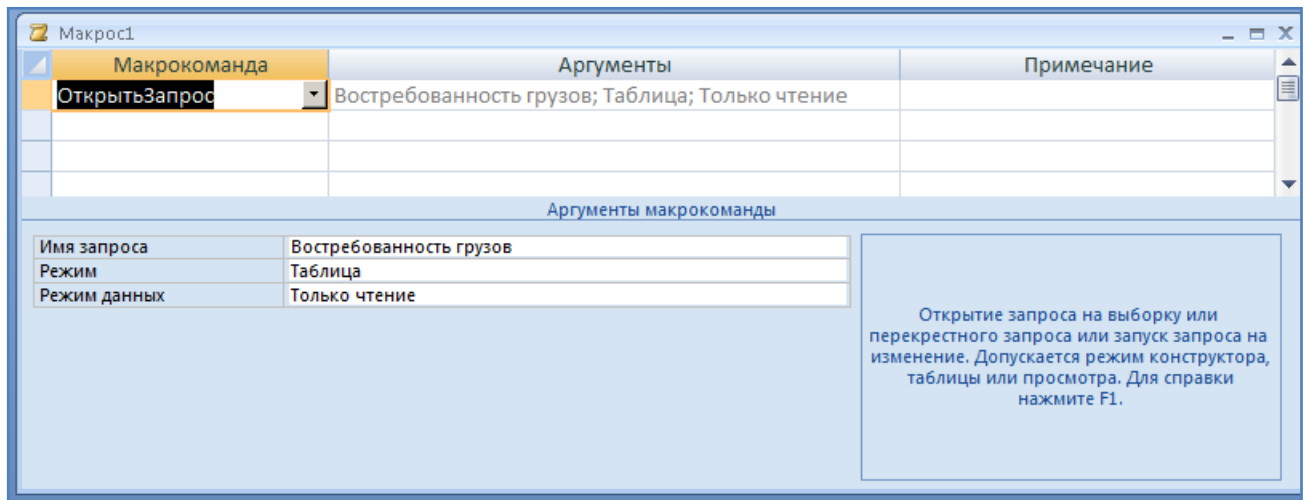 Макрос1
Макрокоманда Аргументы Примечание
ОткрытьЗапрос Востребованность грузов; Таблица; Только чтение
Аргументы макрокоманды
Имя запроса Востребованность грузов
Режим Таблица
Режим данных Только чтение
Открытие запроса на выборку или
перекрестного запроса или запуск запроса на
изменение. Допускается режим конструктора,
таблицы или просмотра. Для справки
нажмите F1.